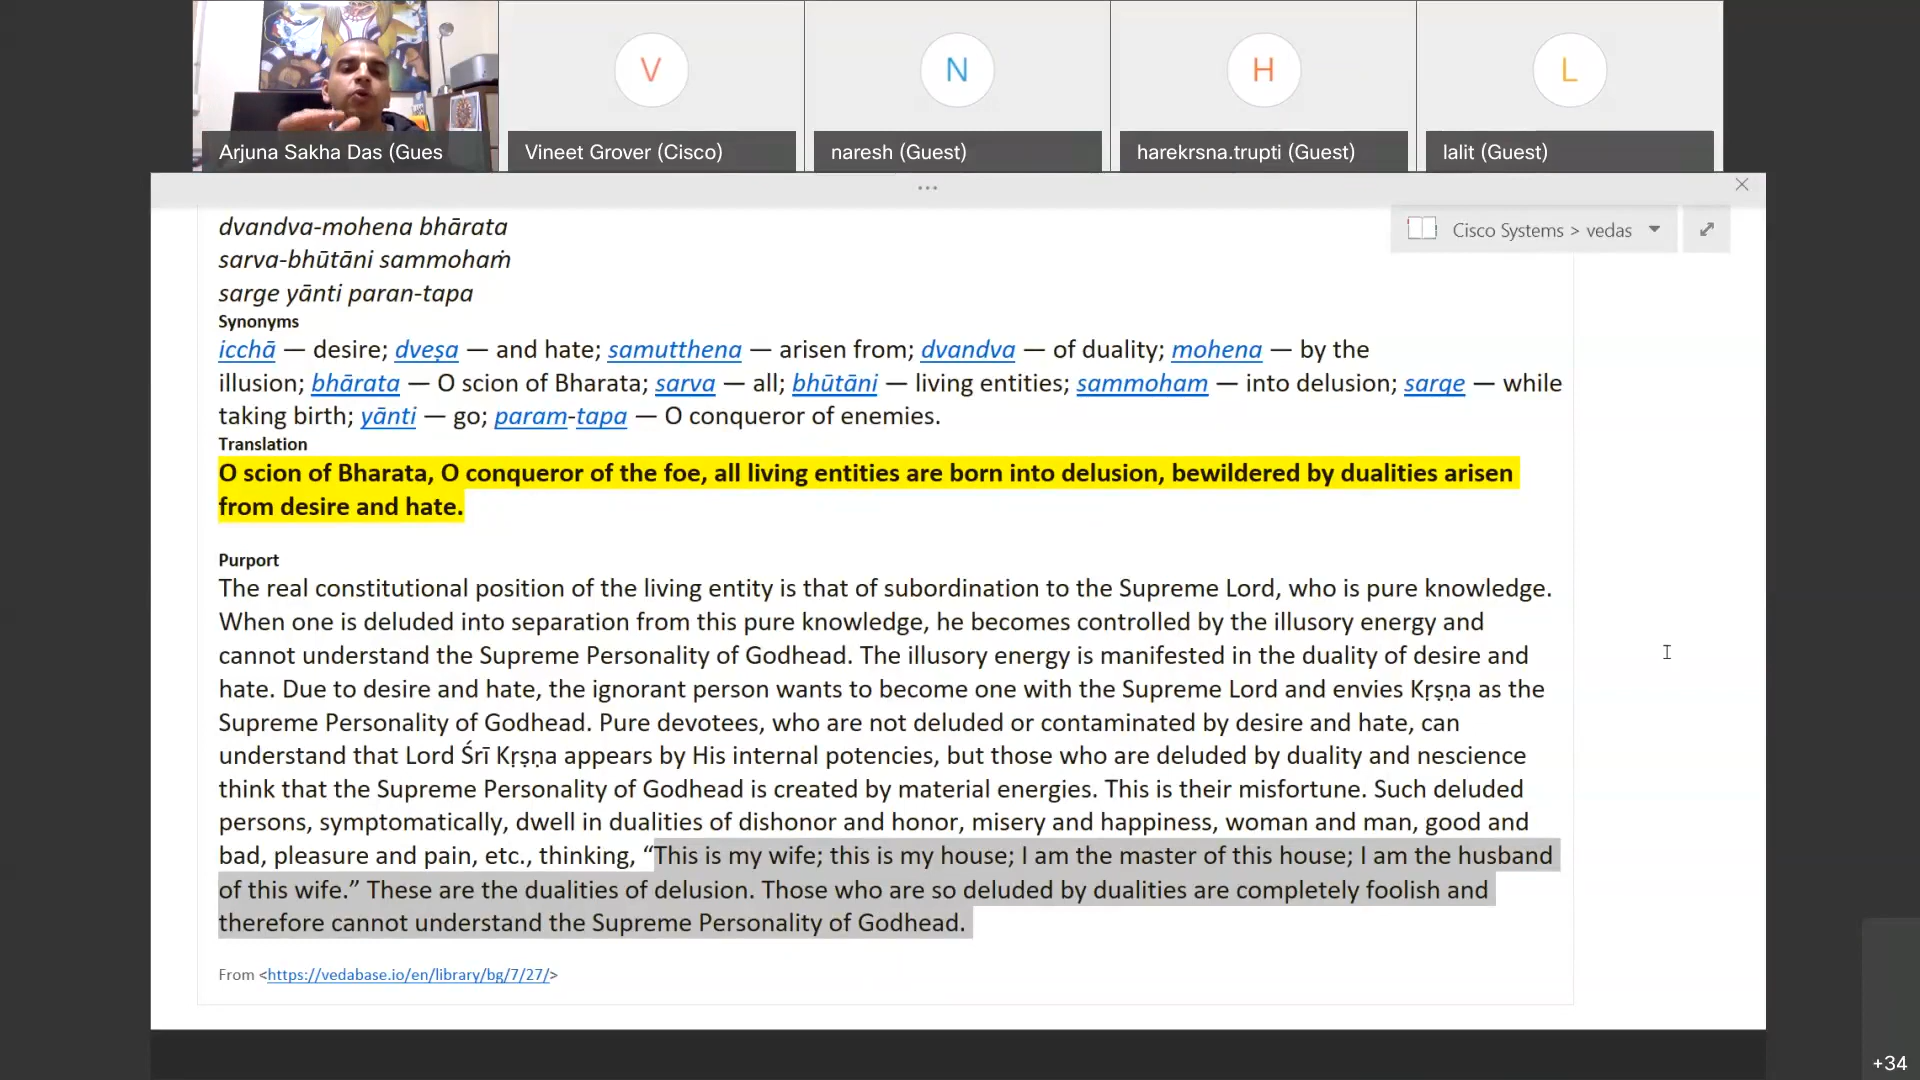 V
N
H
L
Arjuna Sakha Das (Gues
Vineet Grover (Cisco)
naresh (Guest)
harekrsna.trupti (Guest)
lalit (Guest)
Cisco Systems > vedas
dvandva-mohena bhārata
sarva-bhūtāni sammohaṁ
sarge yānti paran-tapa
Synonyms
icchā — desire; dveṣa — and hate; samutthena — arisen from; dvandva — of duality; mohena — by the
illusion; bhārata — O scion of Bharata; sarva — all; bhūtāni — living entities; sammoham — into delusion; sarge — while
taking birth; yānti — go; param-tapa — O conqueror of enemies.
Translation
O scion of Bharata, O conqueror of the foe, all living entities are born into delusion, bewildered by dualities arisen
from desire and hate.
Purport
The real constitutional position of the living entity is that of subordination to the Supreme Lord, who is pure knowledge.
When one is deluded into separation from this pure knowledge, he becomes controlled by the illusory energy and
cannot understand the Supreme Personality of Godhead. The illusory energy is manifested in the duality of desire and
hate. Due to desire and hate, the ignorant person wants to become one with the Supreme Lord and envies Kṛṣṇa as the
Supreme Personality of Godhead. Pure devotees, who are not deluded or contaminated by desire and hate, can
understand that Lord Śrī Kṛṣṇa appears by His internal potencies, but those who are deluded by duality and nescience
think that the Supreme Personality of Godhead is created by material energies. This is their misfortune. Such deluded
persons, symptomatically, dwell in dualities of dishonor and honor, misery and happiness, woman and man, good and
bad, pleasure and pain, etc., thinking, “This is my wife; this is my house; I am the master of this house; I am the husband
of this wife.” These are the dualities of delusion. Those who are so deluded by dualities are completely foolish and
therefore cannot understand the Supreme Personality of Godhead.
From <https://vedabase.io/en/library/bg/7/27/>
+34